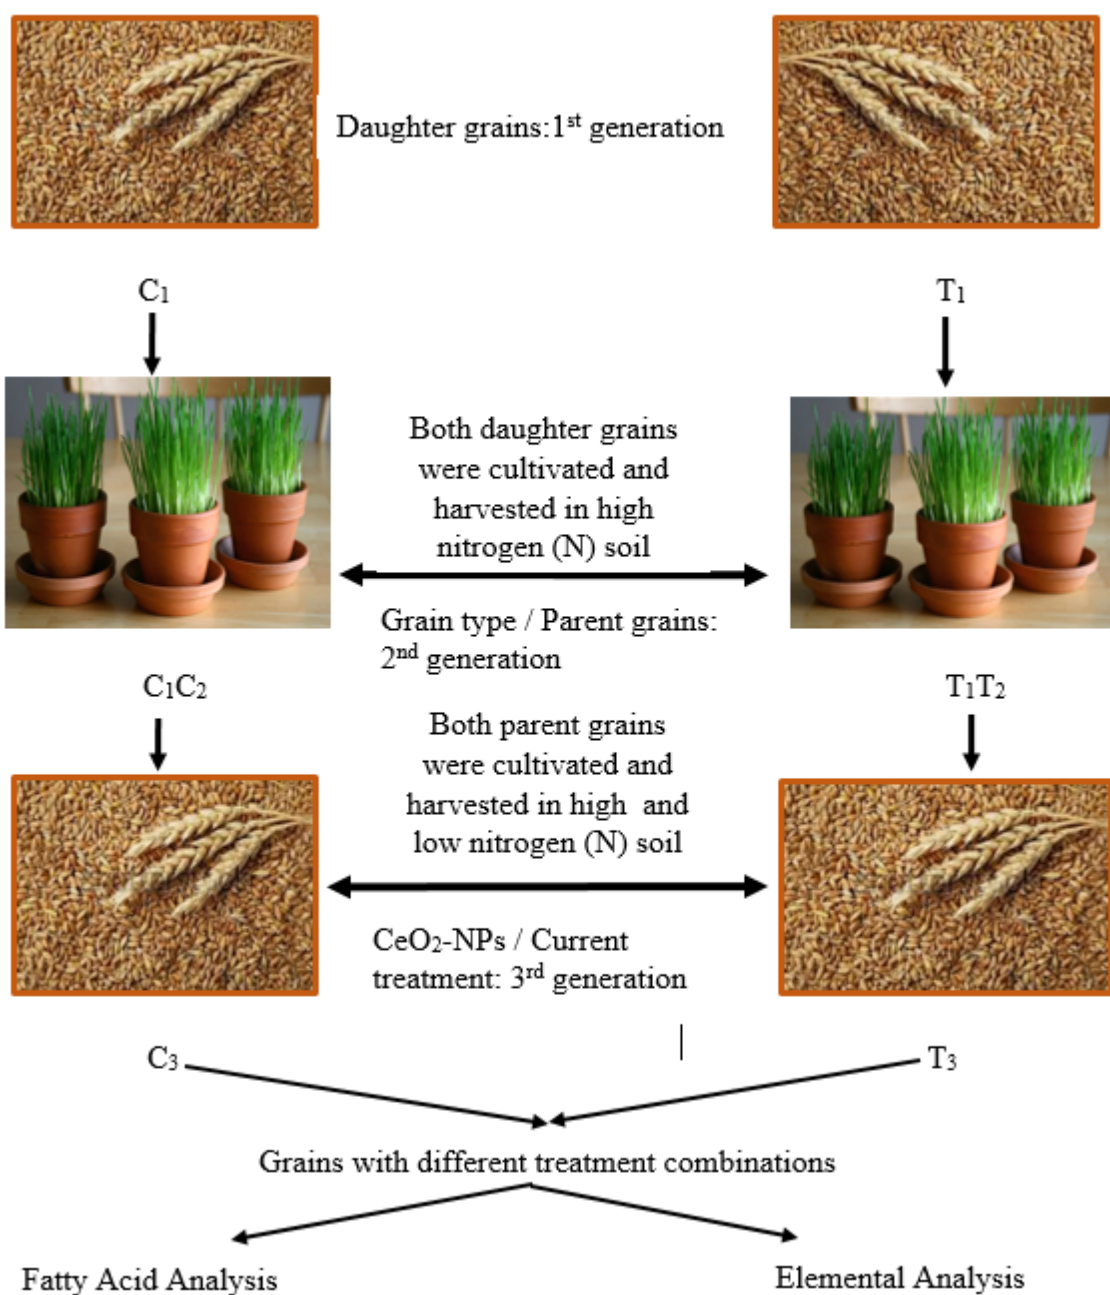 Daughter grains:1st generation
C1
T1
Both daughter grains
were cultivated and
harvested in high
nitrogen (N) soil
Grain type / Parent grains:
2nd generation
C1C2
T1T2
Both parent grains
were cultivated and
harvested in high and
low nitrogen (N) soil
CeO2-NPs / Current
treatment: 3rd generation
C3
T3
Grains with different treatment combinations
Fatty Acid Analysis
Elemental Analysis